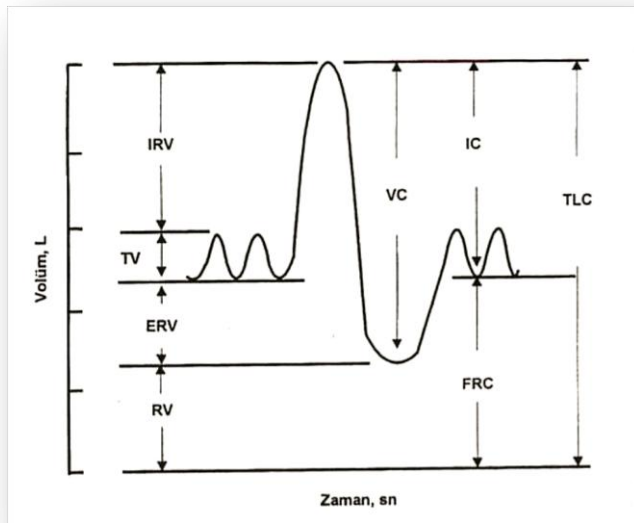 IRV
IC
VC
TLC
TV
Volüm, L
ERV
FRC
RV
Zaman, sn